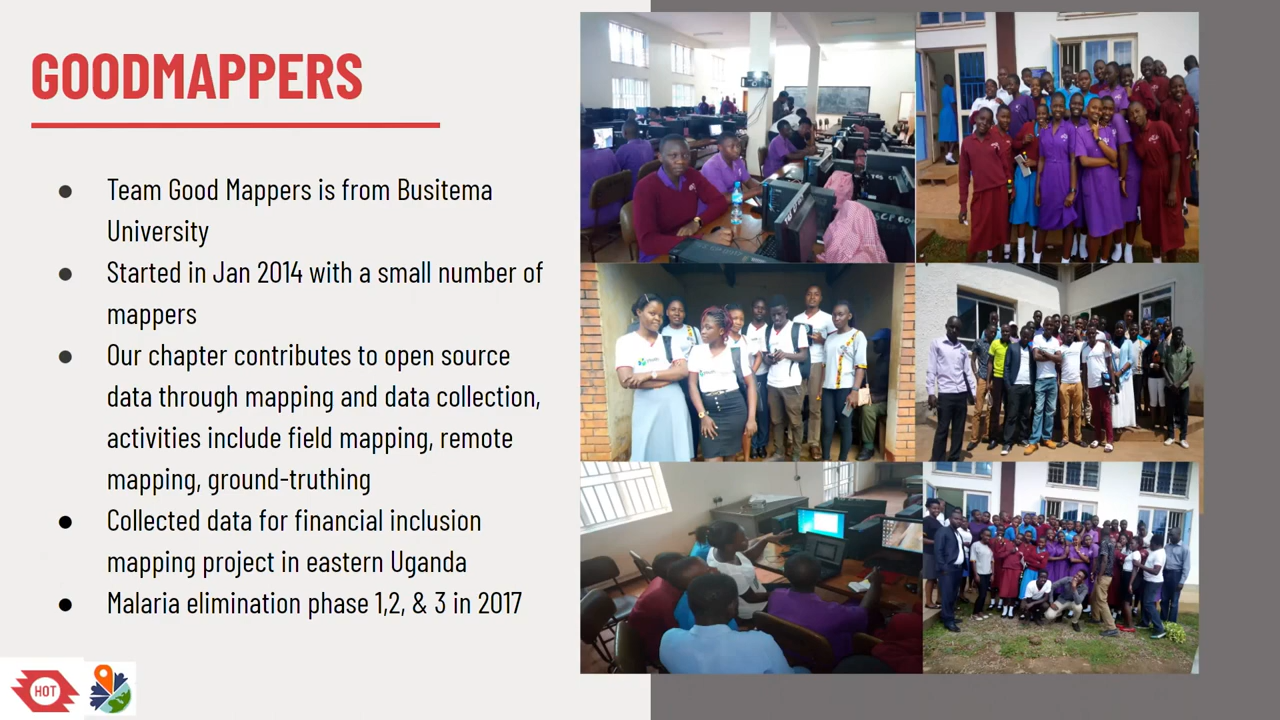 GOODMAPPERS
● Team Good Mappers is from Busitema
University
● Started in Jan 2014 with a small number of
mappers
● Our chapter contributes to open source
data through mapping and data collection,
activities include field mapping, remote
mapping, ground-truthing
● Collected data for financial inclusion
mapping project in eastern Uganda
● Malaria elimination phase 1,2, & 3 in 2017
HOT